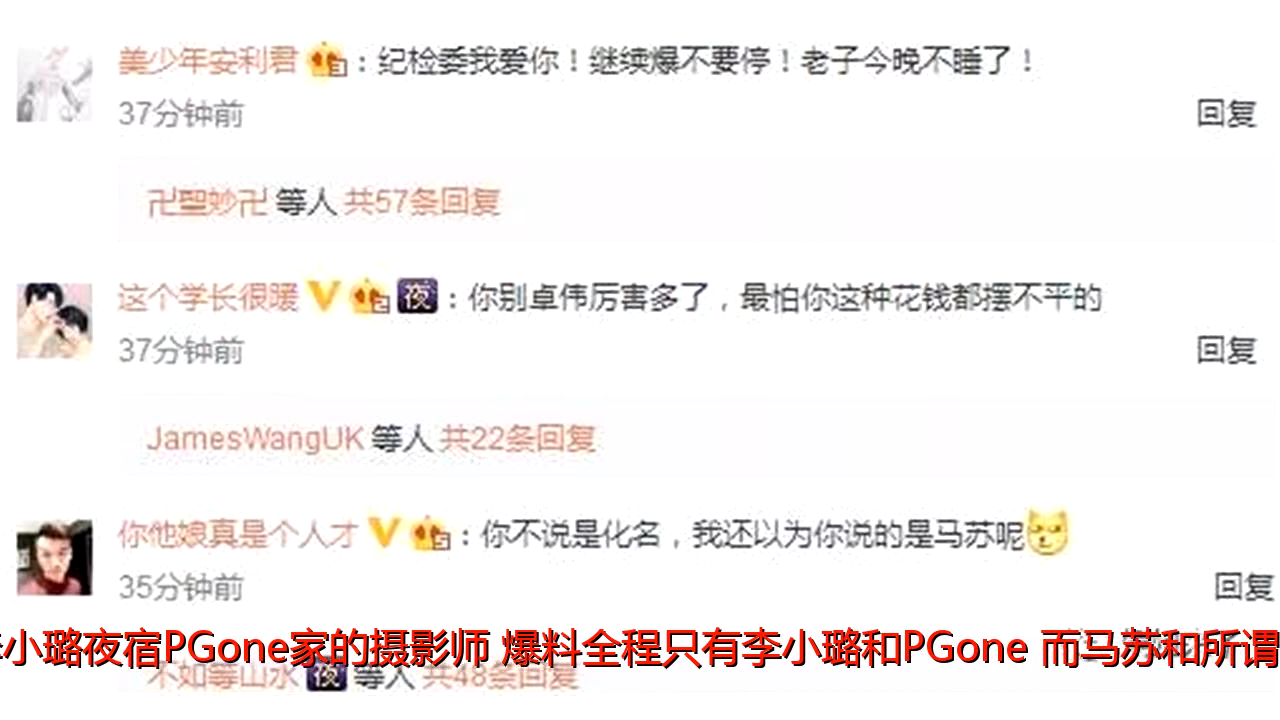 美少年安利君：纪检委我爱你！继续爆不要停！老子今晚不睡了！
37分钟前 回复
卍聖妙卍 等人 共57条回复
这个学长很暖 V 夜：你别卓伟厉害多了，最怕你这种花钱都摆不平的
37分钟前 回复
JamesWangUK 等人 共22条回复
你他娘真是个人才 V：你不说是化名，我还以为你说的是马苏呢
35分钟前 回复
小璐夜宿PGone家的摄影师 爆料全程只有李小璐和PGone 而马苏和所谓
不如等山水 夜 等人 共48条回复